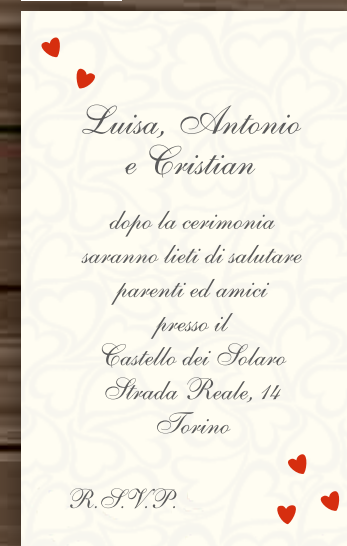 Luisa, Antonio
e Cristian
dopo la cerimonia
saranno lieti di salutare
parenti ed amici
presso il
Castello dei Solaro
Strada Reale, 14
Torino
R.S.V.P.